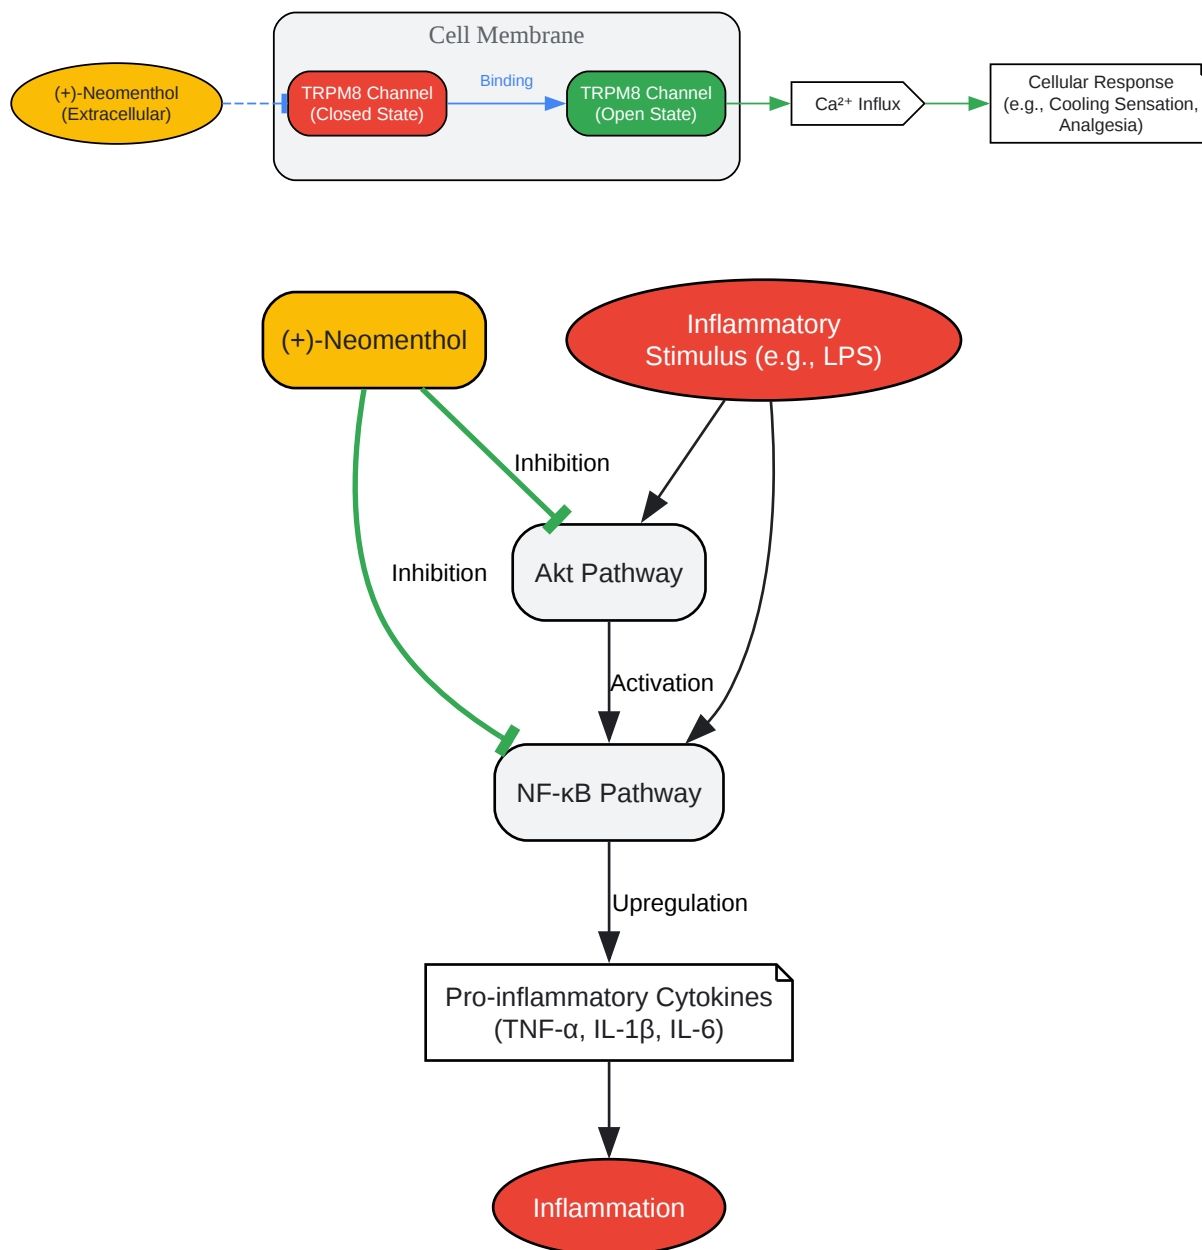 Cell Membrane
(+)-Neomenthol
(Extracellular)
TRPM8 Channel
(Closed State)
Binding
TRPM8 Channel
(Open State)
Ca²⁺ Influx
Cellular Response
(e.g., Cooling Sensation,
Analgesia)
(+)-Neomenthol
Inflammatory
Stimulus (e.g., LPS)
Inhibition
Inhibition
Akt Pathway
Activation
NF-κB Pathway
Upregulation
Pro-inflammatory Cytokines
(TNF-α, IL-1β, IL-6)
Inflammation